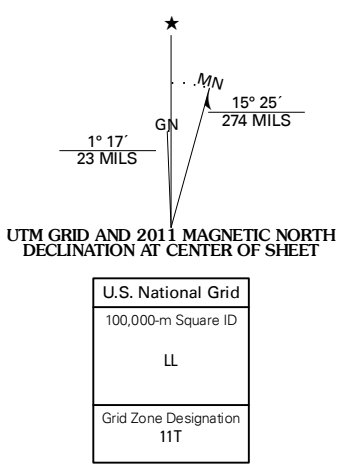 ★
MN
15° 25´
274 MILS
GN
1° 17´
23 MILS
UTM GRID AND 2011 MAGNETIC NORTH
DECLINATION AT CENTER OF SHEET
U.S. National Grid
100,000-m Square ID
LL
Grid Zone Designation
11T